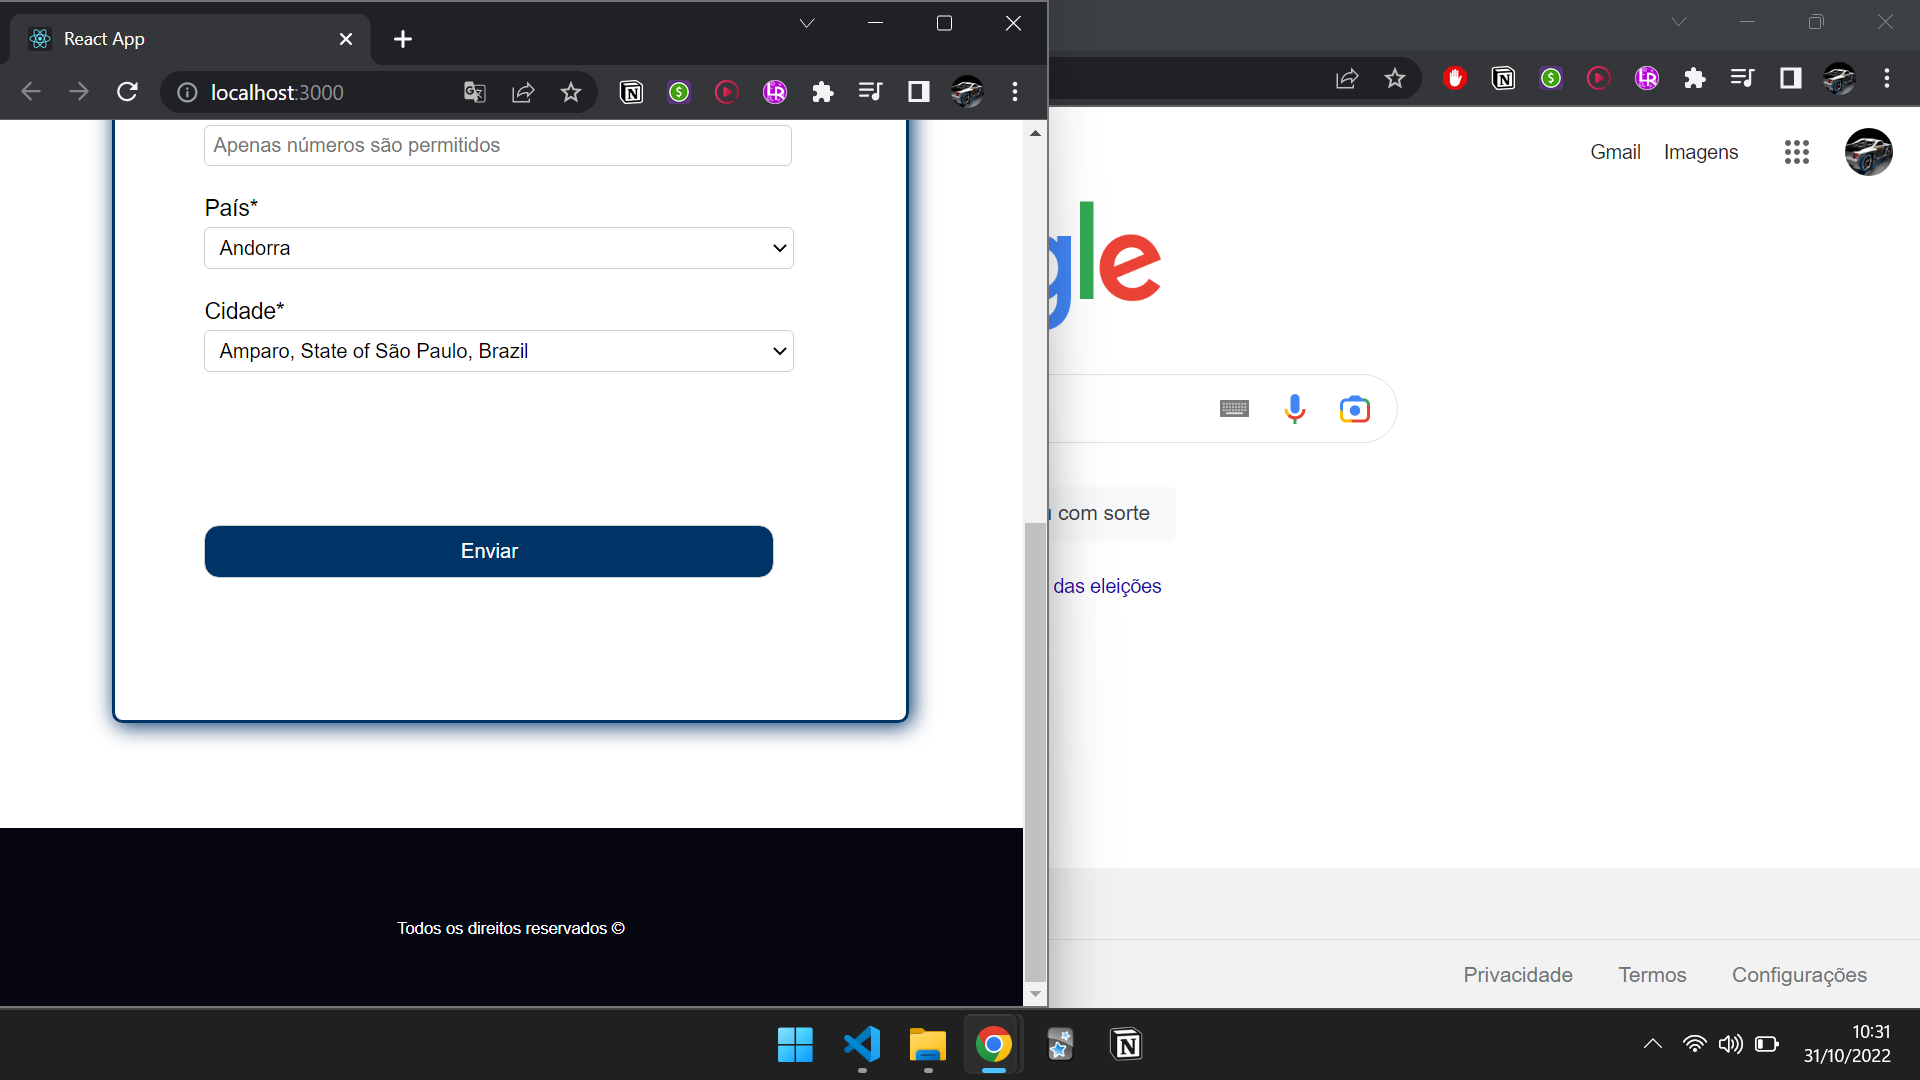 React App
localhost:3000
Apenas números são permitidos
País*
Andorra
Cidade*
Amparo, State of São Paulo, Brazil
Enviar
Todos os direitos reservados ©
Gmail Imagens
gle
com sorte
das eleições
Privacidade Termos Configurações
10:31
31/10/2022